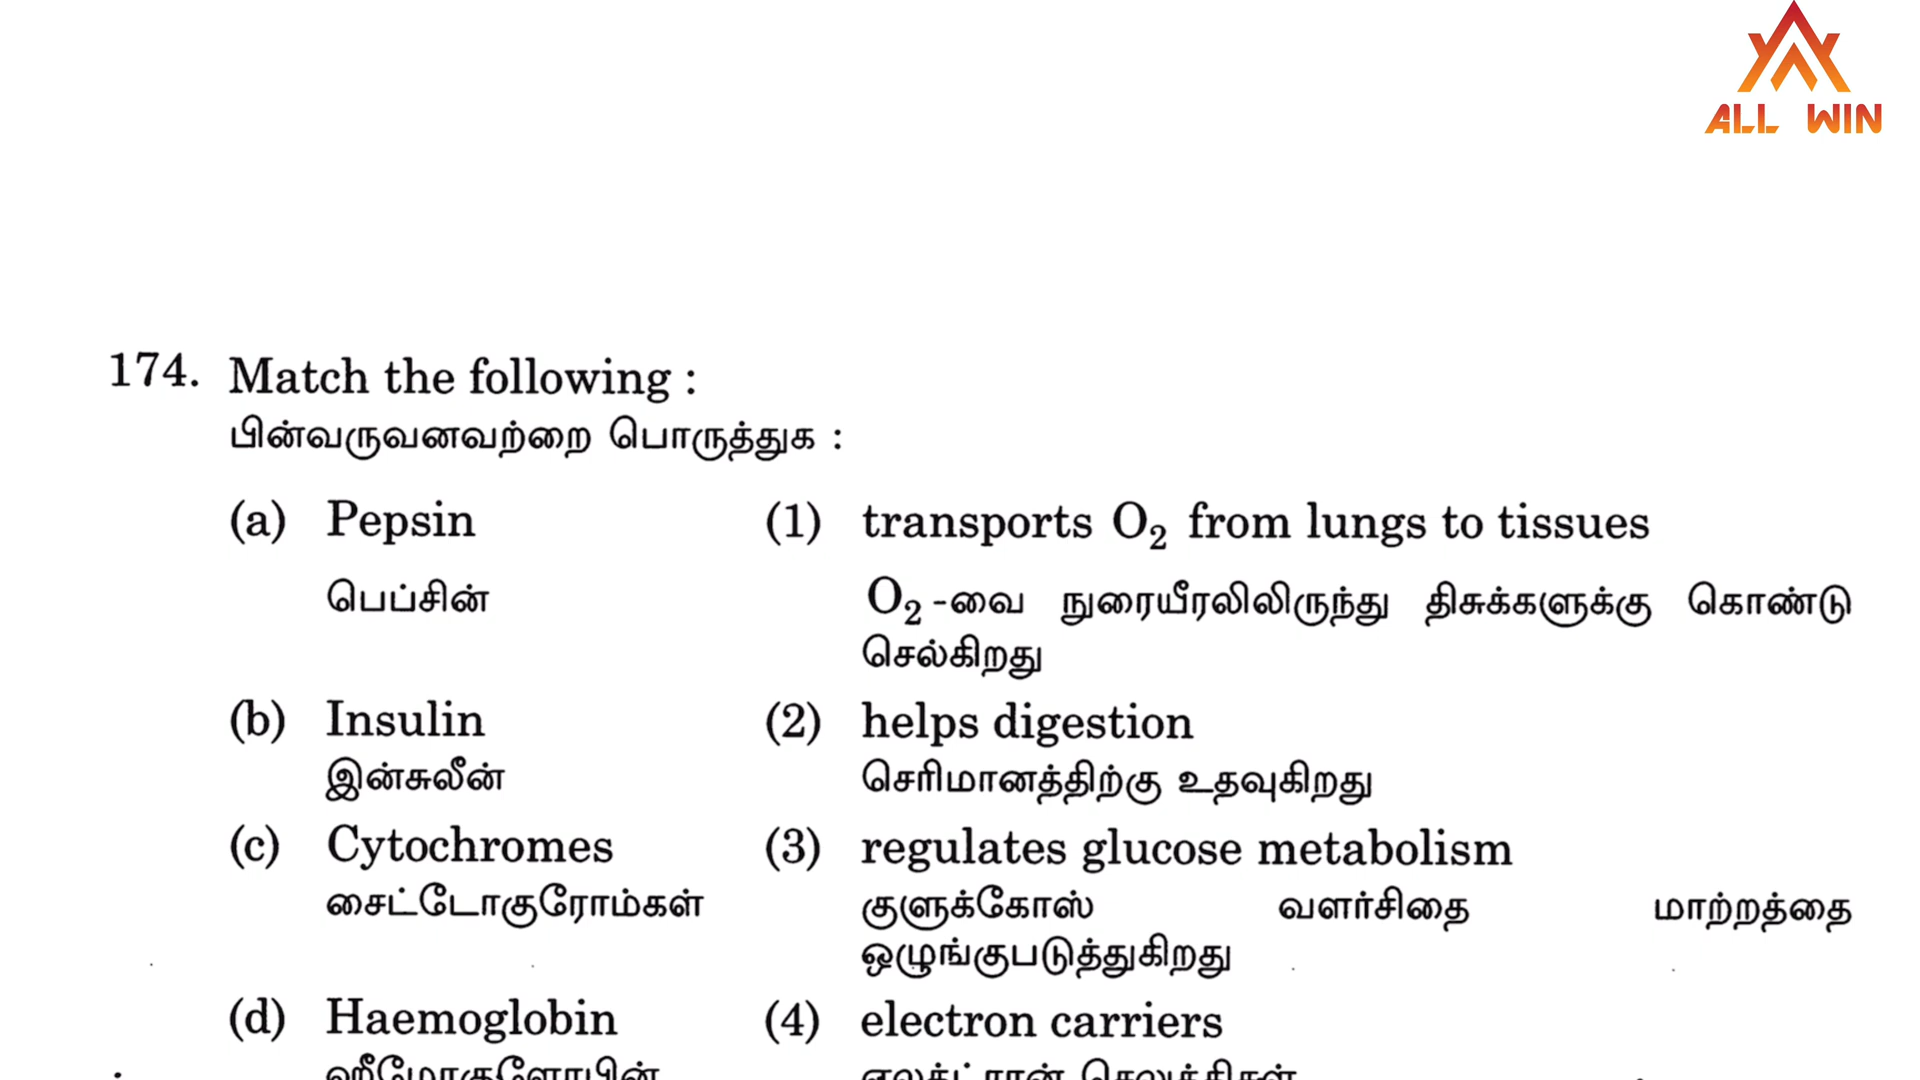 ALL WIN
174. Match the following :
பின்வருவனவற்றை பொருத்துக :
(a) Pepsin (1) transports O₂ from lungs to tissues
பெப்சின் O₂ -வை நுரையீரலிலிருந்து திசுக்களுக்கு கொண்டு
செல்கிறது
(b) Insulin (2) helps digestion
இன்சுலீன் செரிமானத்திற்கு உதவுகிறது
(c) Cytochromes (3) regulates glucose metabolism
சைட்டோகுரோம்கள் குளுக்கோஸ் வளர்சிதை மாற்றத்தை
ஒழுங்குபடுத்துகிறது
(d) Haemoglobin (4) electron carriers
ஹீமோகுளோபின்